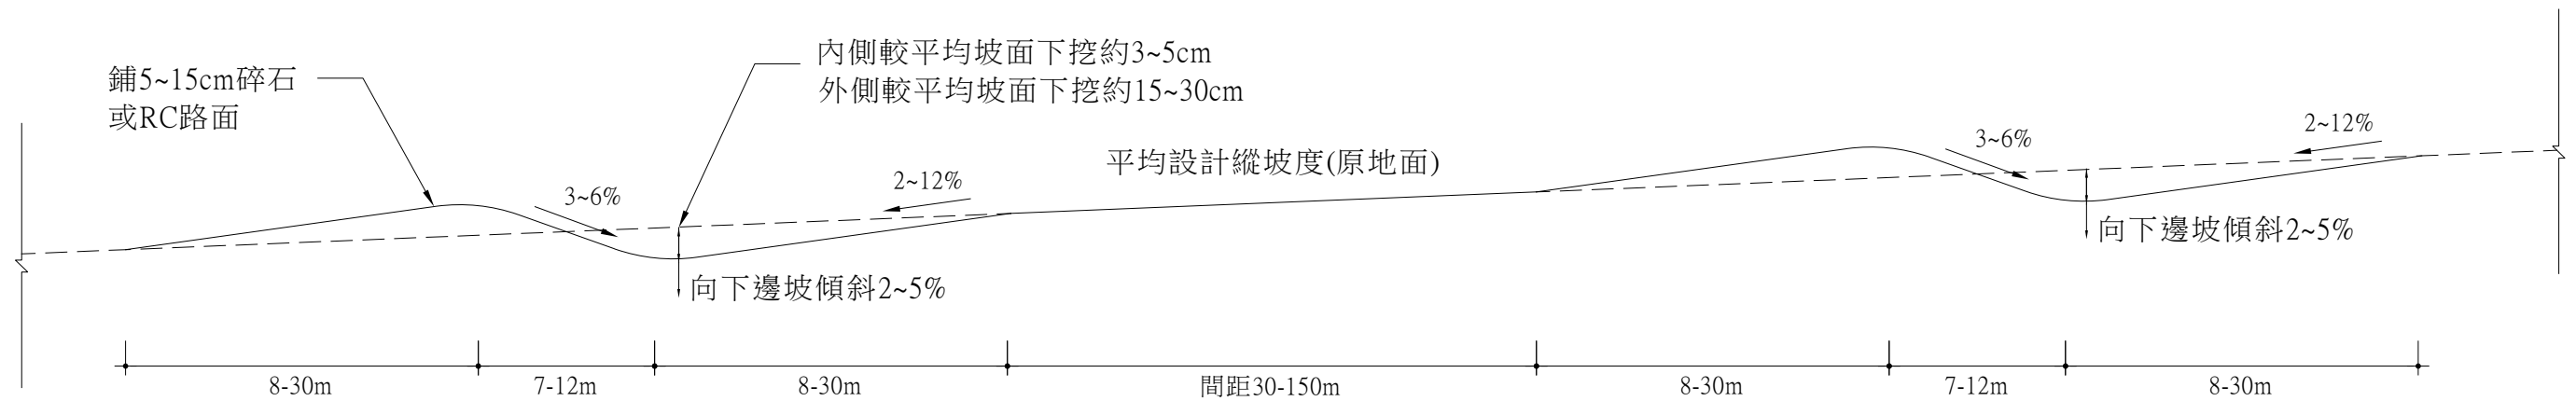 鋪5~15cm碎石
或RC路面
內側較平均坡面下挖約3~5cm
外側較平均坡面下挖約15~30cm
3~6%
2~12%
平均設計縱坡度(原地面)
3~6%
2~12%
向下邊坡傾斜2~5%
向下邊坡傾斜2~5%
8-30m
7-12m
8-30m
間距30-150m
8-30m
7-12m
8-30m